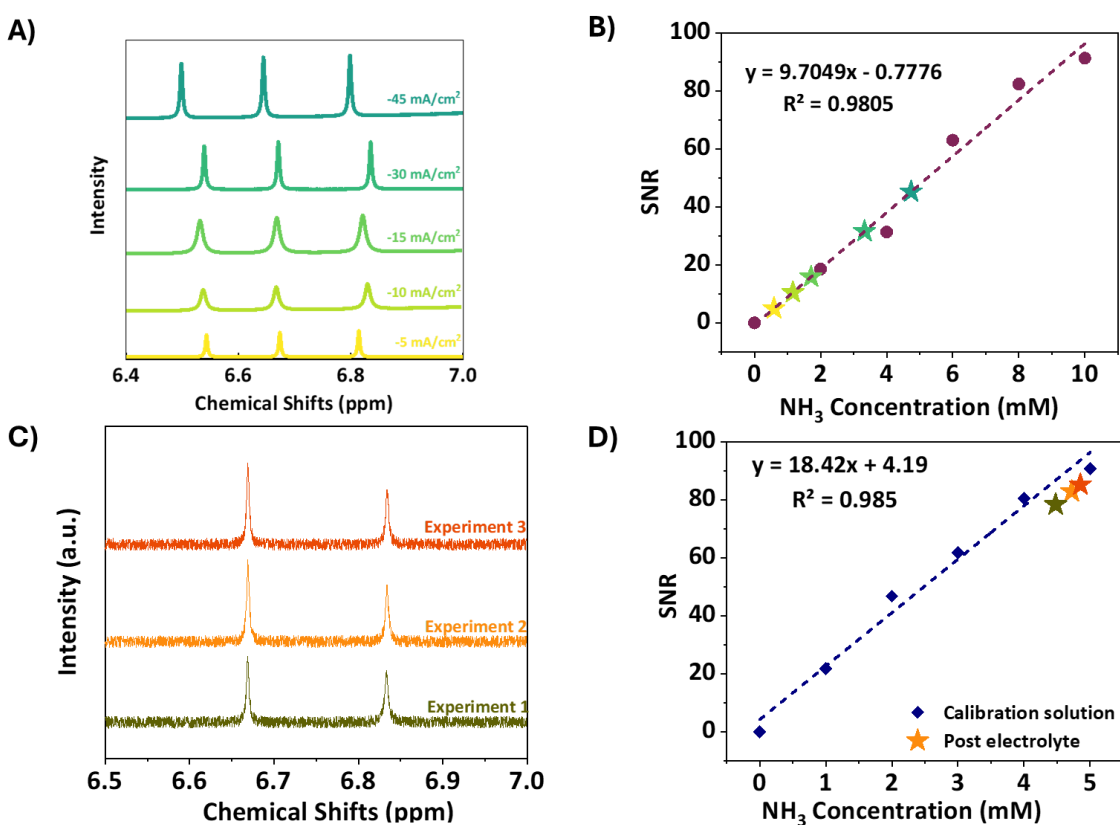 A)
Intensity
-45 mA/cm²
-30 mA/cm²
-15 mA/cm²
-10 mA/cm²
-5 mA/cm²
6.4 6.6 6.8 7.0
Chemical Shifts (ppm)
B)
SNR
100
80
60
40
20
0
y = 9.7049x - 0.7776
R² = 0.9805
0 2 4 6 8 10
NH₃ Concentration (mM)
C)
Intensity (a.u.)
Experiment 3
Experiment 2
Experiment 1
6.5 6.6 6.7 6.8 6.9 7.0
Chemical Shifts (ppm)
D)
SNR
100
80
60
40
20
0
y = 18.42x + 4.19
R² = 0.985
Calibration solution
Post electrolyte
0 1 2 3 4 5
NH₃ Concentration (mM)